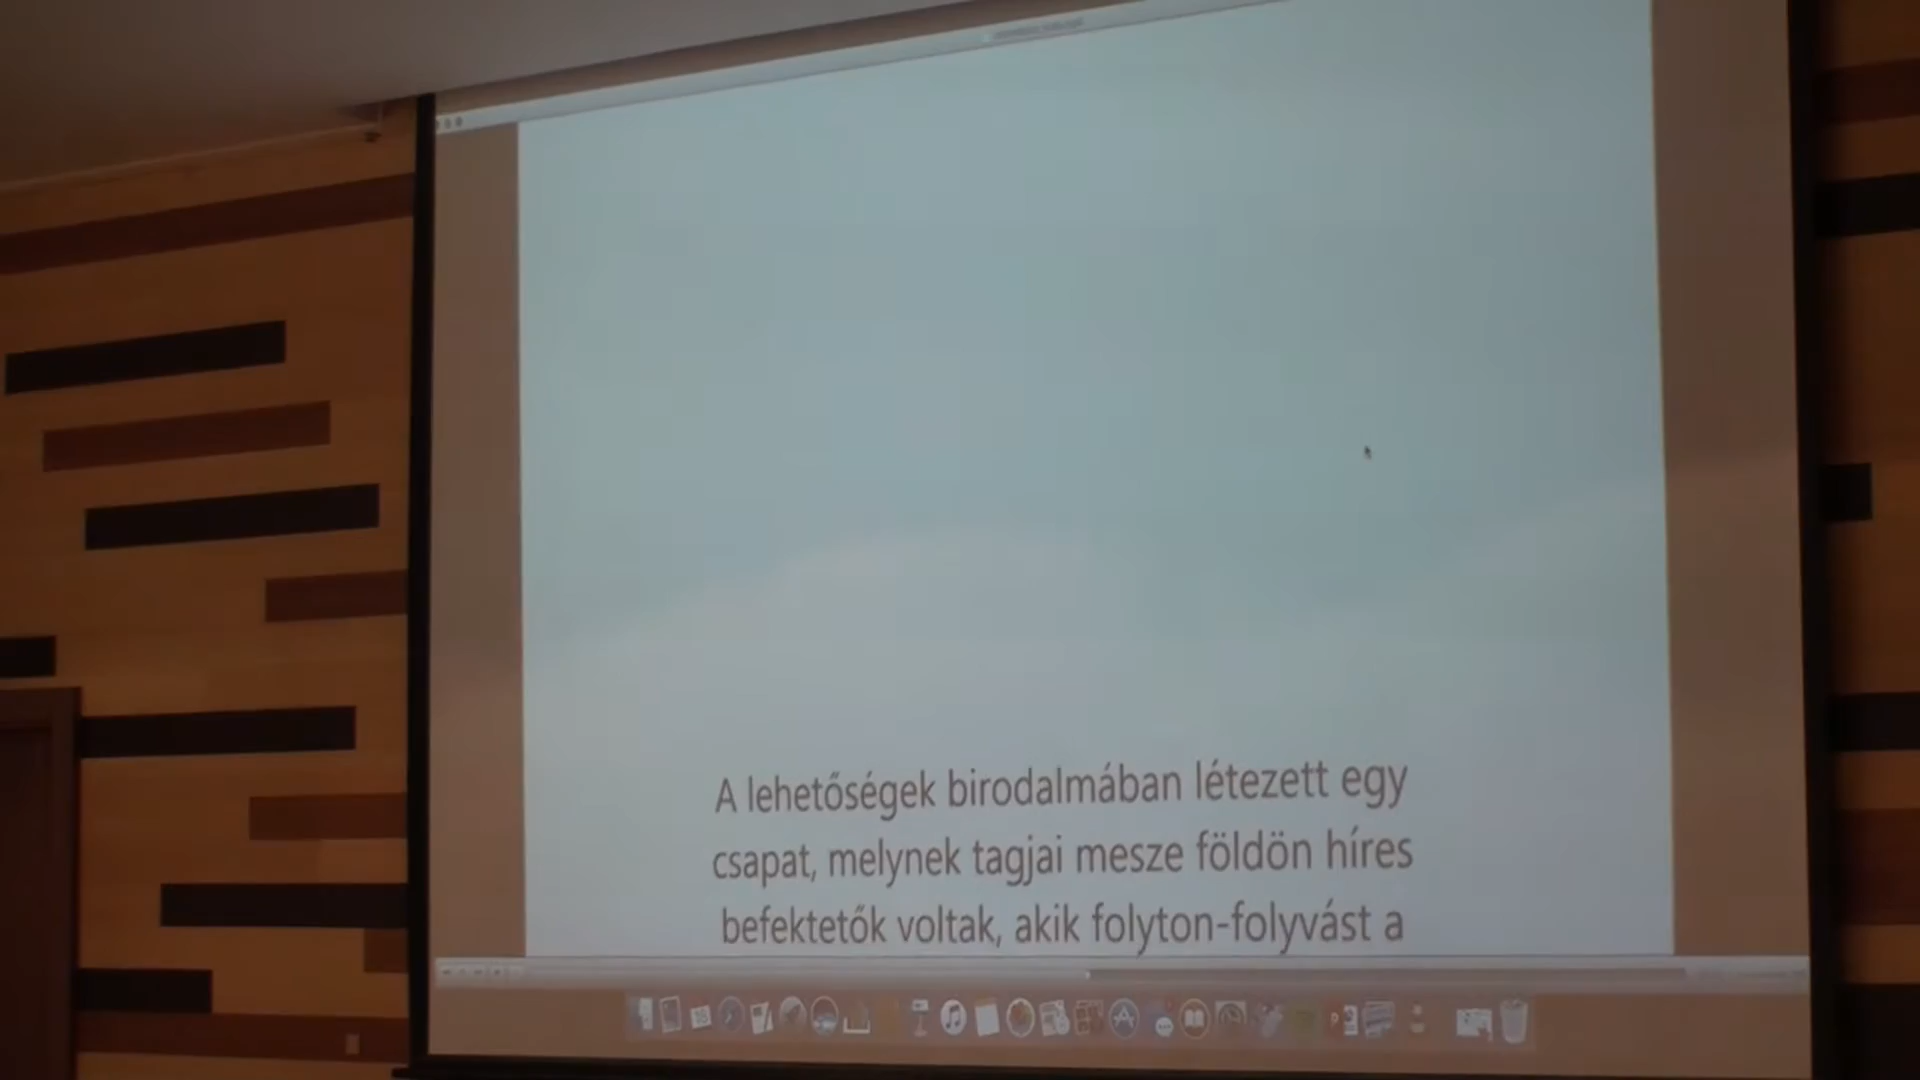 A lehetőségek birodalmában létezett egy
csapat, melynek tagjai mesze földön híres
befektetők voltak, akik folyton-folyvást a